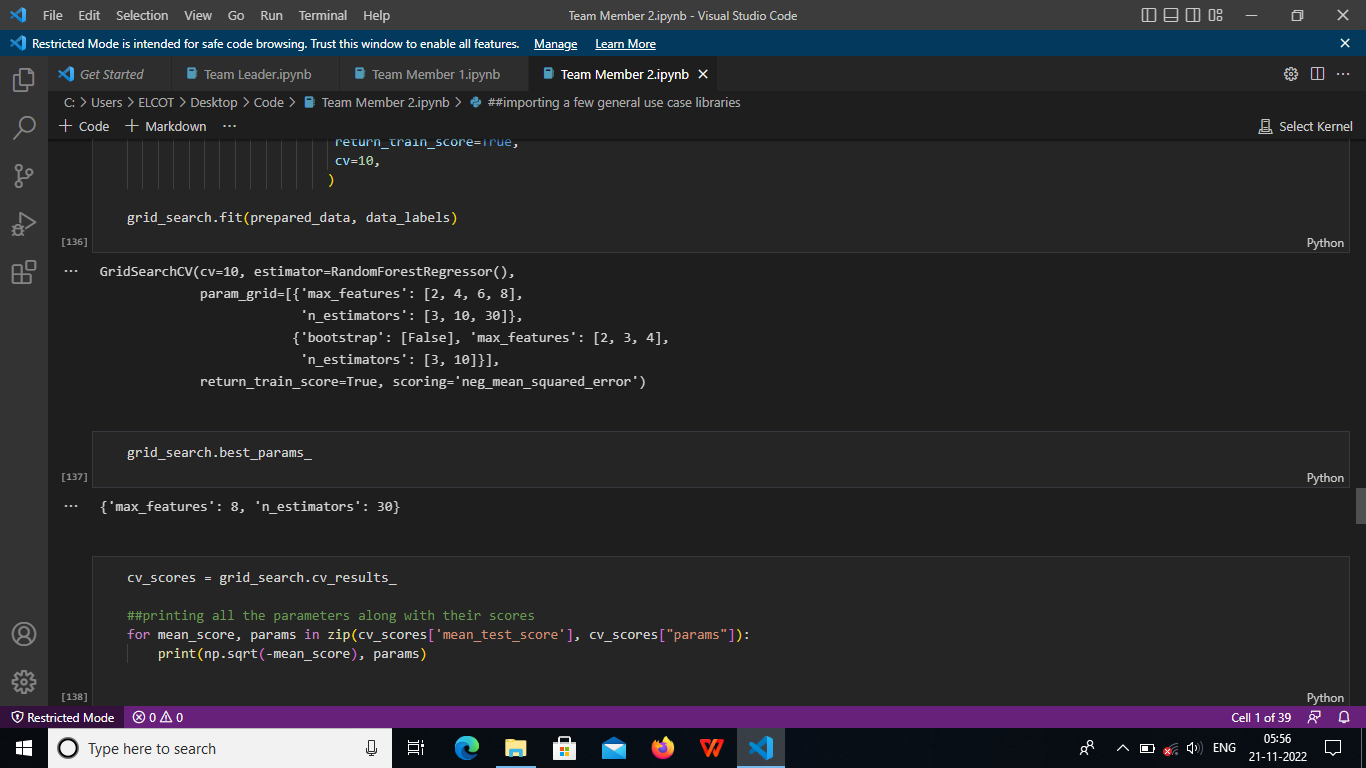 File Edit Selection View Go Run Terminal Help Team Member 2.ipynb - Visual Studio Code
Restricted Mode is intended for safe code browsing. Trust this window to enable all features. Manage Learn More
Get Started Team Leader.ipynb Team Member 1.ipynb Team Member 2.ipynb
C: > Users > ELCOT > Desktop > Code > Team Member 2.ipynb > ##importing a few general use case libraries
+ Code + Markdown ··· Select Kernel
return_train_score=True,
cv=10,
)
grid_search.fit(prepared_data, data_labels)
[136] Python
··· GridSearchCV(cv=10, estimator=RandomForestRegressor(),
param_grid=[{'max_features': [2, 4, 6, 8],
'n_estimators': [3, 10, 30]},
{'bootstrap': [False], 'max_features': [2, 3, 4],
'n_estimators': [3, 10]}],
return_train_score=True, scoring='neg_mean_squared_error')
grid_search.best_params_
[137] Python
··· {'max_features': 8, 'n_estimators': 30}
cv_scores = grid_search.cv_results_
##printing all the parameters along with their scores
for mean_score, params in zip(cv_scores['mean_test_score'], cv_scores["params"]):
print(np.sqrt(-mean_score), params)
[138] Python
Restricted Mode 0 0 Cell 1 of 39
Type here to search ENG 05:56
21-11-2022